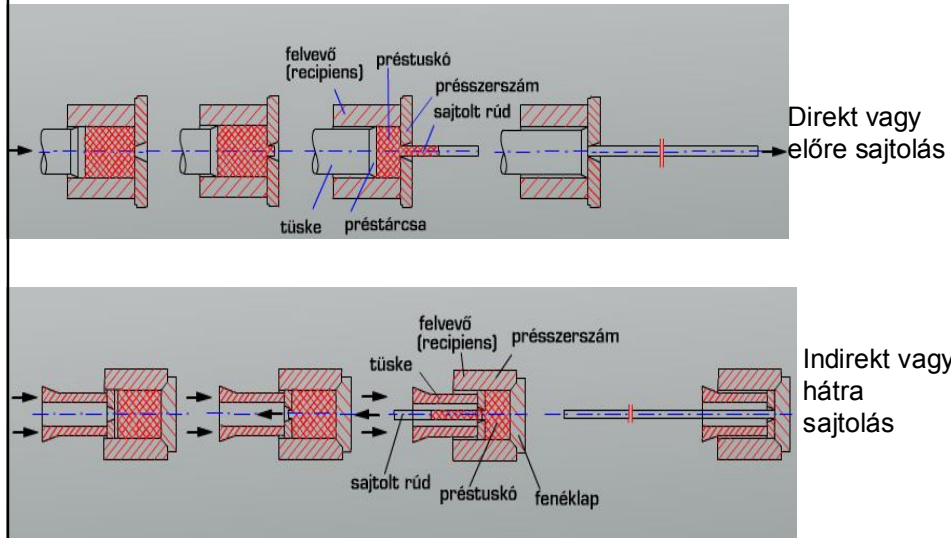 felvevő
(recipiens)
préstuskó
présszerszám
sajtolt rúd
tüske
préstárcsa
Direkt vagy
előre sajtolás
felvevő
(recipiens)
présszerszám
tüske
sajtolt rúd
préstuskó
fenéklap
Indirekt vagy
hátra
sajtolás